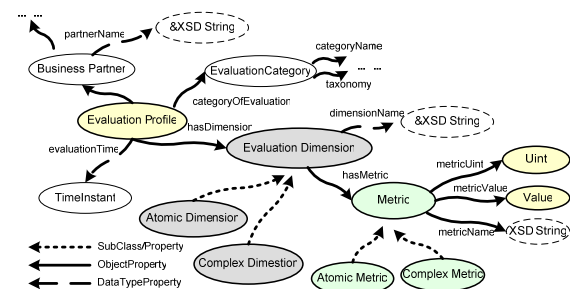 ... ...
partnerName
&XSD String
Business Partner
EvaluationCategory
categoryName
... ...
taxonomy
categoryOfEvaluation
Evaluation Profile
hasDimension
dimensionName
&XSD String
evaluationTime
Evaluation Dimension
TimeInstant
hasMetric
metricUint
Uint
metricValue
Value
Metric
metricName
/XSD String
Atomic Dimension
Complex Dimestion
Atomic Metric
Complex Metric
SubClass/Property
ObjectProperty
DataTypeProperty